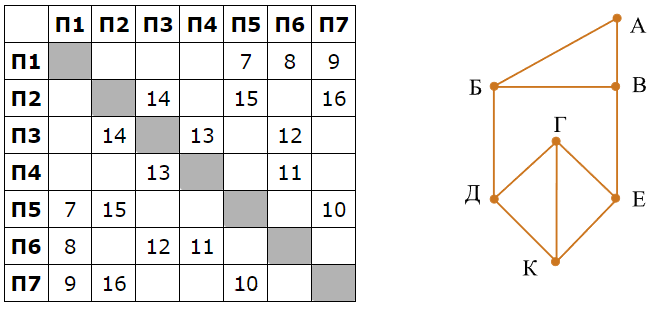 П1 П2 П3 П4 П5 П6 П7
П1 7 8 9
П2 14 15 16
П3 14 13 12
П4 13 11
П5 7 15 10
П6 8 12 11
П7 9 16 10
А
Б В
Г
Д Е
К